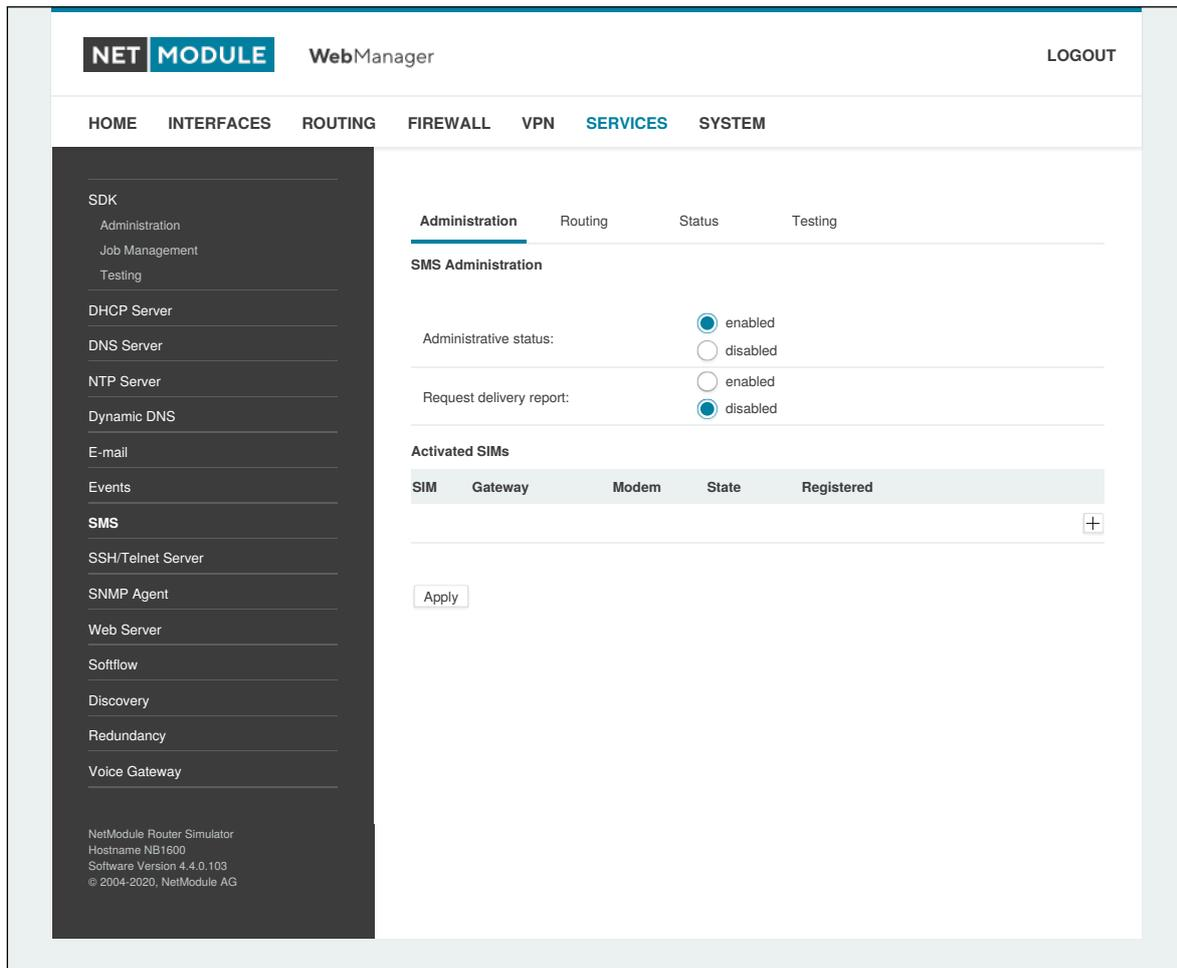 NET MODULE WebManager LOGOUT
HOME INTERFACES ROUTING FIREWALL VPN SERVICES SYSTEM
SDK
Administration
Job Management
Testing
DHCP Server
DNS Server
NTP Server
Dynamic DNS
E-mail
Events
SMS
SSH/Telnet Server
SNMP Agent
Web Server
Softflow
Discovery
Redundancy
Voice Gateway
NetModule Router Simulator
Hostname NB1600
Software Version 4.4.0.103
© 2004-2020, NetModule AG
Administration Routing Status Testing
SMS Administration
Administrative status:
enabled
disabled
Request delivery report:
enabled
disabled
Activated SIMs
SIM Gateway Modem State Registered
Apply